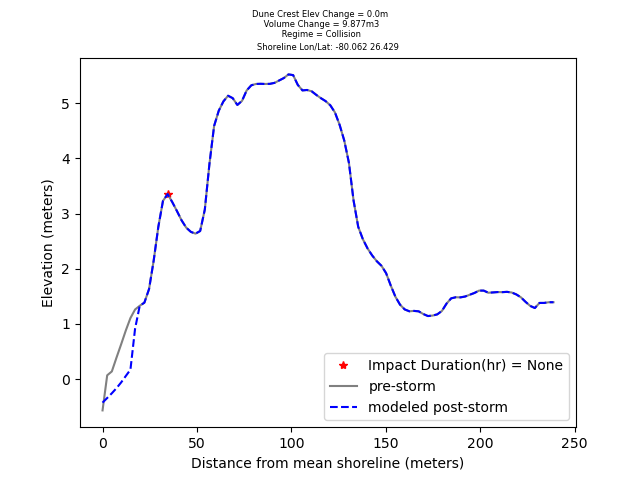 Dune Crest Elev Change = 0.0m
Volume Change = 9.877m3
Regime = Collision
Shoreline Lon/Lat: -80.062 26.429
5
4
3
2
1
0
Elevation (meters)
Impact Duration(hr) = None
pre-storm
modeled post-storm
0 50 100 150 200 250
Distance from mean shoreline (meters)